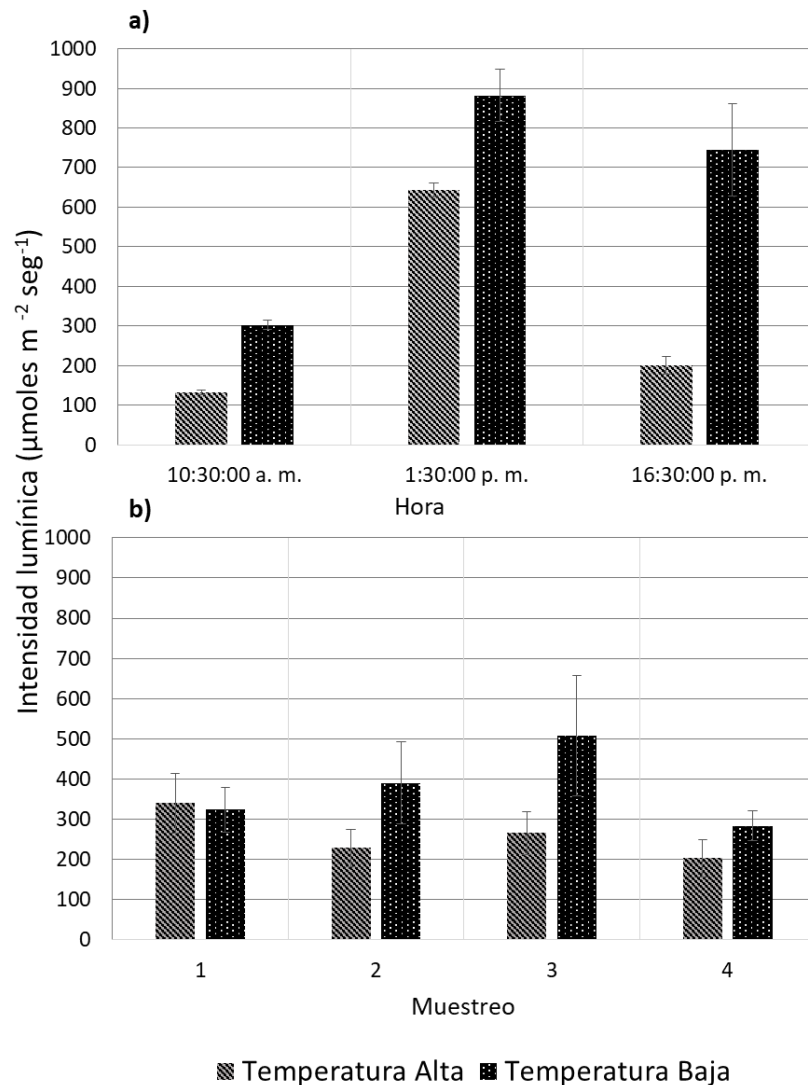 a)
1000
900
800
700
600
500
400
300
200
100
0
10:30:00 a. m. 1:30:00 p. m. 16:30:00 p. m.
Hora
Intensidad lumínica (µmoles m -2 seg-1)
b)
1000
900
800
700
600
500
400
300
200
100
0
1 2 3 4
Muestreo
Temperatura Alta Temperatura Baja